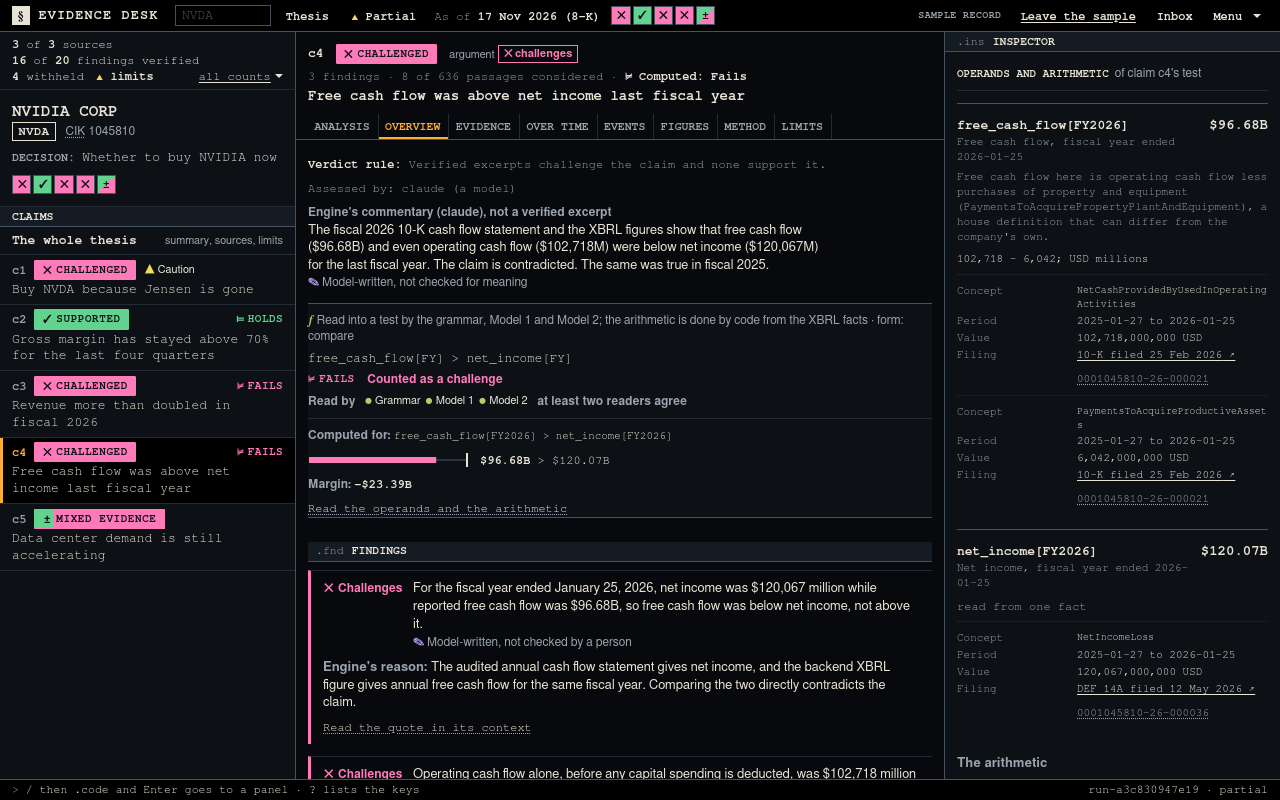 § EVIDENCE DESK NVDA Thesis ▲ Partial As of 17 Nov 2026 (8-K) ✕ ✓ ✕ ✕ ± SAMPLE RECORD Leave the sample Inbox Menu
3 of 3 sources
16 of 20 findings verified
4 withheld ▲ limits all counts
NVIDIA CORP
NVDA CIK 1045810
DECISION: Whether to buy NVIDIA now
✕ ✓ ✕ ✕ ±
CLAIMS
The whole thesis summary, sources, limits
c1 ✕ CHALLENGED ▲ Caution
Buy NVDA because Jensen is gone
c2 ✓ SUPPORTED ⊨ HOLDS
Gross margin has stayed above 70%
for the last four quarters
c3 ✕ CHALLENGED ⊭ FAILS
Revenue more than doubled in
fiscal 2026
c4 ✕ CHALLENGED ⊭ FAILS
Free cash flow was above net
income last fiscal year
c5 ± MIXED EVIDENCE
Data center demand is still
accelerating
c4 ✕ CHALLENGED argument ✕ challenges
3 findings · 8 of 636 passages considered · ⊭ Computed: Fails
Free cash flow was above net income last fiscal year
ANALYSIS OVERVIEW EVIDENCE OVER TIME EVENTS FIGURES METHOD LIMITS
Verdict rule: Verified excerpts challenge the claim and none support it.
Assessed by: claude (a model)
Engine's commentary (claude), not a verified excerpt
The fiscal 2026 10-K cash flow statement and the XBRL figures show that free cash flow
($96.68B) and even operating cash flow ($102,718M) were below net income ($120,067M)
for the last fiscal year. The claim is contradicted. The same was true in fiscal 2025.
✎ Model-written, not checked for meaning
ƒ Read into a test by the grammar, Model 1 and Model 2; the arithmetic is done by code from the XBRL facts · form:
compare
free_cash_flow[FY] > net_income[FY]
⊭ FAILS Counted as a challenge
Read by ● Grammar ● Model 1 ● Model 2 at least two readers agree
Computed for: free_cash_flow[FY2026] > net_income[FY2026]
$96.68B > $120.07B
Margin: −$23.39B
Read the operands and the arithmetic
.fnd FINDINGS
✕ Challenges For the fiscal year ended January 25, 2026, net income was $120,067 million while
reported free cash flow was $96.68B, so free cash flow was below net income, not above
it.
✎ Model-written, not checked by a person
Engine's reason: The audited annual cash flow statement gives net income, and the backend XBRL
figure gives annual free cash flow for the same fiscal year. Comparing the two directly contradicts the
claim.
Read the quote in its context
✕ Challenges Operating cash flow alone, before any capital spending is deducted, was $102,718 million
.ins INSPECTOR
OPERANDS AND ARITHMETIC of claim c4's test
free_cash_flow[FY2026] $96.68B
Free cash flow, fiscal year ended
2026-01-25
Free cash flow here is operating cash flow less
purchases of property and equipment
(PaymentsToAcquirePropertyPlantAndEquipment), a
house definition that can differ from the
company's own.
102,718 − 6,042; USD millions
Concept NetCashProvidedByUsedInOperating
Activities
Period 2025-01-27 to 2026-01-25
Value 102,718,000,000 USD
Filing 10-K filed 25 Feb 2026 ↗
0001045810-26-000021
Concept PaymentsToAcquireProductiveAsset
s
Period 2025-01-27 to 2026-01-25
Value 6,042,000,000 USD
Filing 10-K filed 25 Feb 2026 ↗
0001045810-26-000021
net_income[FY2026] $120.07B
Net income, fiscal year ended 2026-
01-25
read from one fact
Concept NetIncomeLoss
Period 2025-01-27 to 2026-01-25
Value 120,067,000,000 USD
Filing DEF 14A filed 12 May 2026 ↗
0001045810-26-000036
The arithmetic
> / then .code and Enter goes to a panel · ? lists the keys run-a3c830947e19 · partial